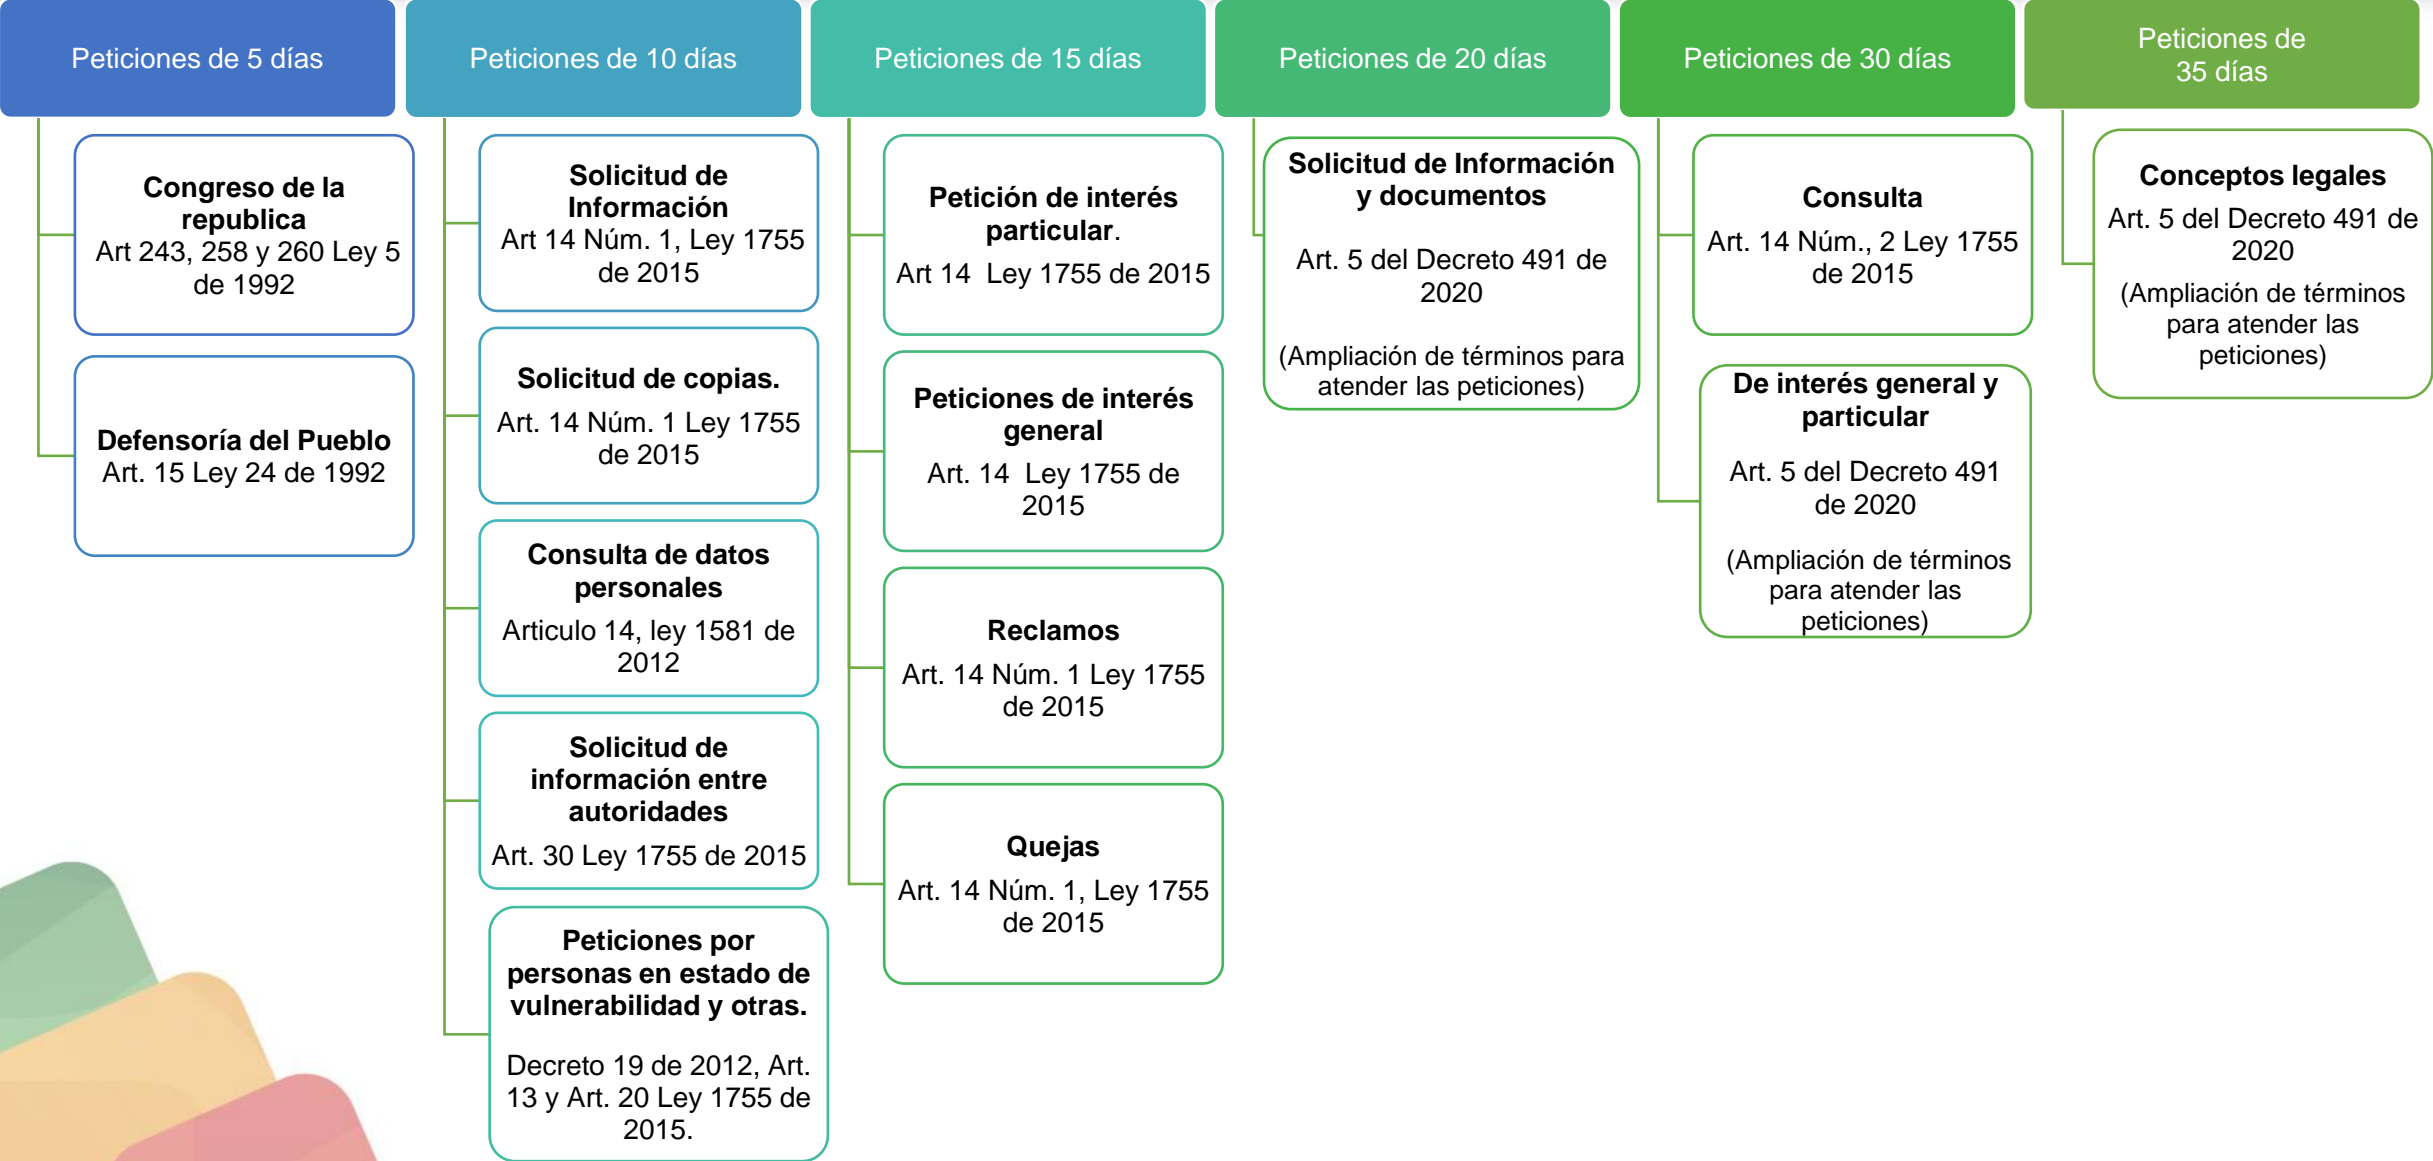 Peticiones de 5 días
Congreso de la
republica
Art 243, 258 y 260 Ley 5
de 1992
Defensoría del Pueblo
Art. 15 Ley 24 de 1992
Peticiones de 10 días
Solicitud de
Información
Art 14 Núm. 1, Ley 1755
de 2015
Solicitud de copias.
Art. 14 Núm. 1 Ley 1755
de 2015
Consulta de datos
personales
Articulo 14, ley 1581 de
2012
Solicitud de
información entre
autoridades
Art. 30 Ley 1755 de 2015
Peticiones por
personas en estado de
vulnerabilidad y otras.
Decreto 19 de 2012, Art.
13 y Art. 20 Ley 1755 de
2015.
Peticiones de 15 días
Petición de interés
particular.
Art 14  Ley 1755 de 2015
Peticiones de interés
general
Art. 14  Ley 1755 de
2015
Reclamos
Art. 14 Núm. 1 Ley 1755
de 2015
Quejas
Art. 14 Núm. 1, Ley 1755
de 2015
Peticiones de 20 días
Solicitud de Información
y documentos
Art. 5 del Decreto 491 de
2020
(Ampliación de términos para
atender las peticiones)
Peticiones de 30 días
Consulta
Art. 14 Núm., 2 Ley 1755
de 2015
De interés general y
particular
Art. 5 del Decreto 491
de 2020
(Ampliación de términos
para atender las
peticiones)
Peticiones de
35 días
Conceptos legales
Art. 5 del Decreto 491 de
2020
(Ampliación de términos
para atender las
peticiones)